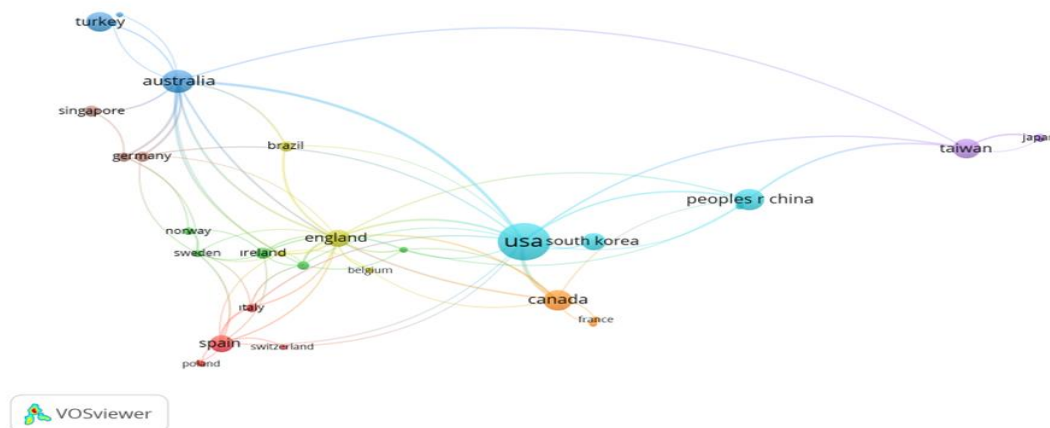 turkey
australia
singapore
germany
brazil
taiwan
japan
peoples r china
norway
england
usa
south korea
sweden
ireland
belgium
canada
italy
france
spain
switzerland
poland
VOSviewer